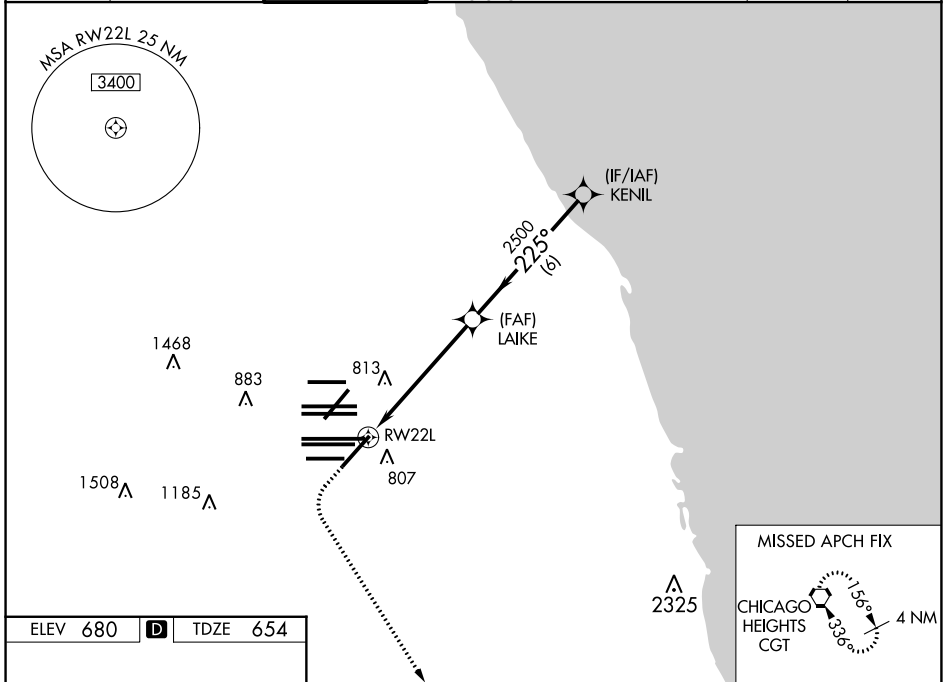 MSA RW22L 25 NM
3400
(IF/IAF)
KENIL
2500
225°
(6)
(FAF)
LAIKE
1468
883
813
RW22L
807
1508
1185
2325
MISSED APCH FIX
CHICAGO
HEIGHTS
CGT
156°
336°
4 NM
ELEV 680 D TDZE 654